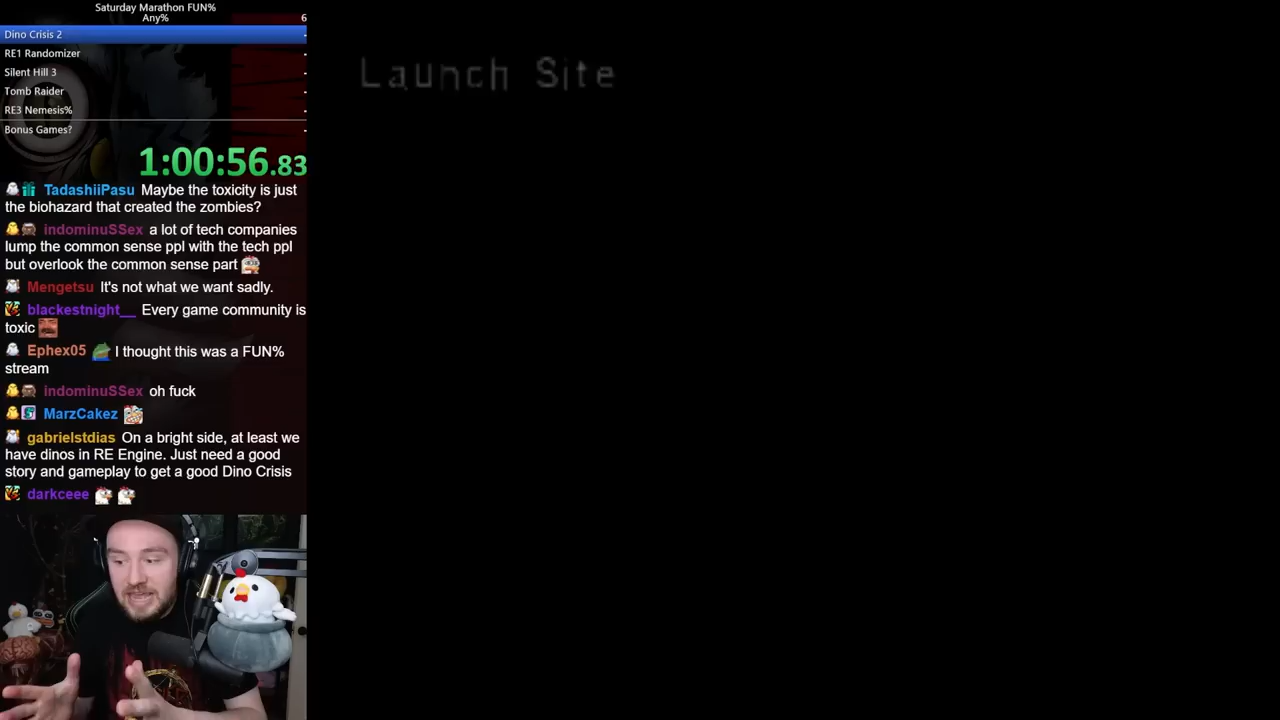 Saturday Marathon FUN%
Any%
6
Dino Crisis 2 -
RE1 Randomizer -
Silent Hill 3 -
Tomb Raider -
RE3 Nemesis% -
Bonus Games? -
1:00:56.83
TadashiiPasu Maybe the toxicity is just
the biohazard that created the zombies?
indominuSSex a lot of tech companies
lump the common sense ppl with the tech ppl
but overlook the common sense part
Mengetsu It's not what we want sadly.
blackestnight__ Every game community is
toxic
Ephex05 I thought this was a FUN%
stream
indominuSSex oh fuck
MarzCakez
gabrielstdias On a bright side, at least we
have dinos in RE Engine. Just need a good
story and gameplay to get a good Dino Crisis
darkceee
Launch Site